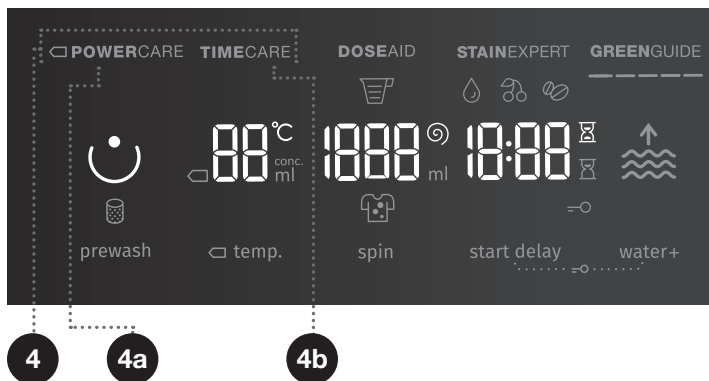 POWERCARE TIMECARE DOSEAID STAINEXPERT GREENGUIDE
88 °C conc. ml 1888 ml 18:88
prewash temp. spin start delay water+
4 4a 4b